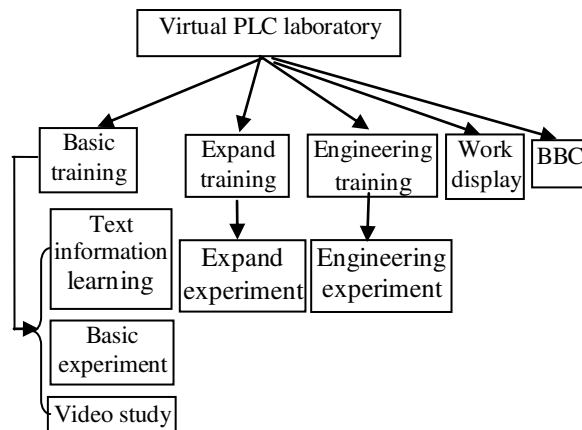 Virtual PLC laboratory
Basic
training
Expand
training
Engineering
training
Work
display
BBC
Text
information
learning
Expand
experiment
Engineering
experiment
Basic
experiment
Video study